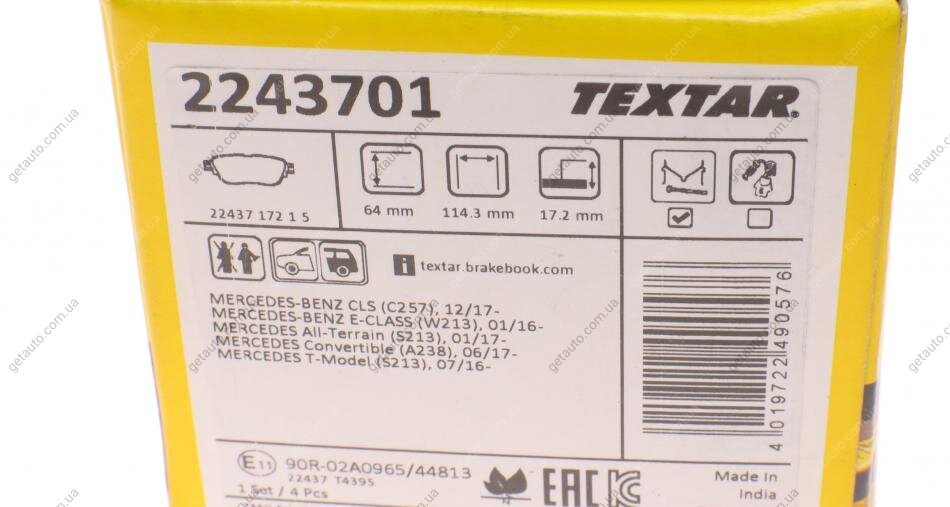 2243701 TEXTAR
22437 172 1 5 64 mm 114.3 mm 17.2 mm
i textar.brakebook.com
MERCEDES-BENZ CLS (C257), 12/17-
MERCEDES-BENZ E-CLASS (W213), 01/16-
MERCEDES All-Terrain (S213), 01/17-
MERCEDES Convertible (A238), 06/17-
MERCEDES T-Model (S213), 07/16-
4 019722 490576
E11 90R-02A0965/44813
22437 T4395
1 Set / 4 Pcs
EAC
Made In
India
getauto.com.ua